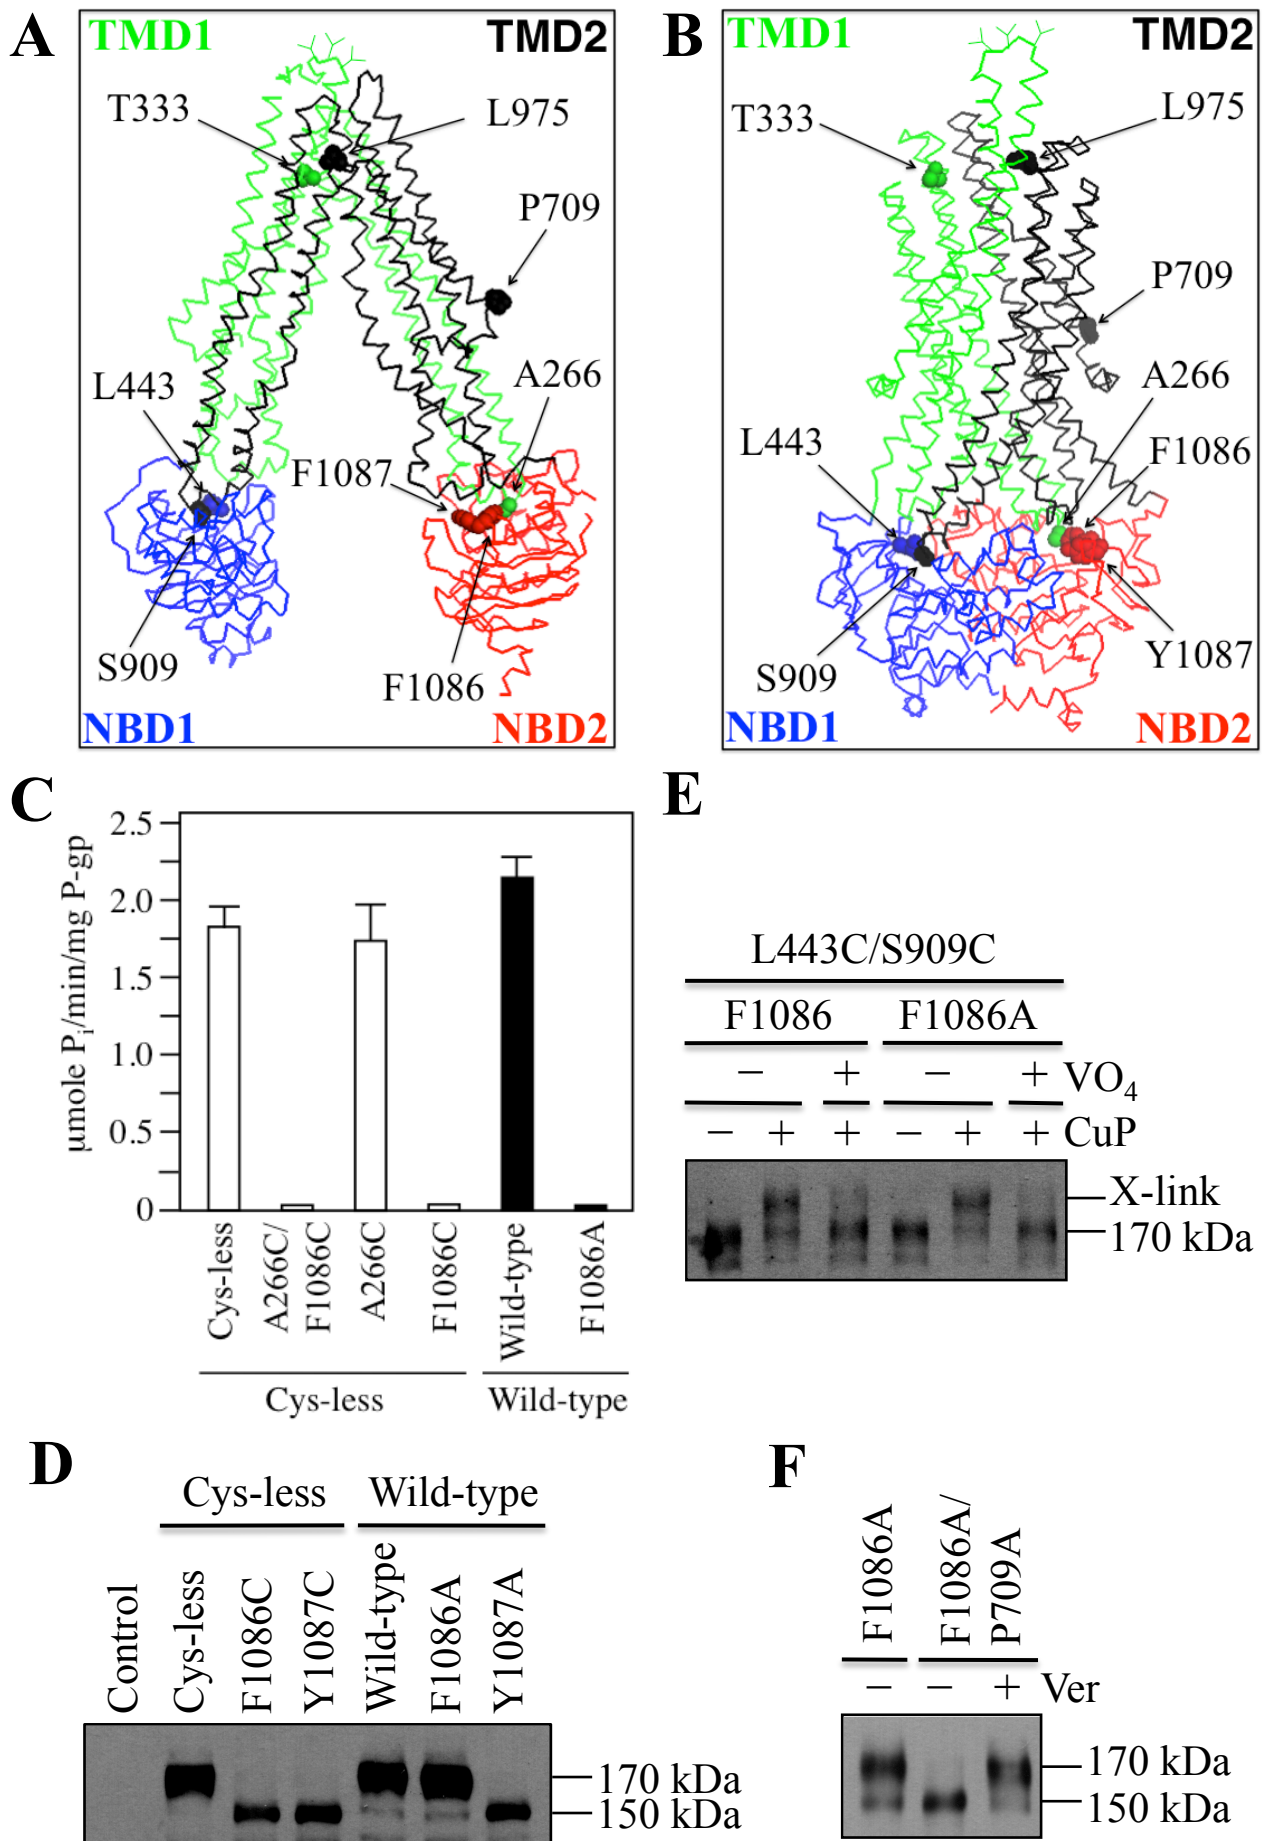 A
TMD1
TMD2
T333
L975
P709
L443
A266
F1087
S909
F1086
NBD1
NBD2
B
TMD1
TMD2
T333
L975
P709
A266
L443
F1086
S909
Y1087
NBD1
NBD2
C
µmole Pi/min/mg P-gp
2.5
2.0
1.5
1.0
0.5
0
Cys-less
A266C/
F1086C
A266C
F1086C
Wild-type
F1086A
Cys-less
Wild-type
E
L443C/S909C
F1086 F1086A
− + − + VO4
− + + − + + CuP
X-link
170 kDa
D
Cys-less Wild-type
Control
Cys-less
F1086C
Y1087C
Wild-type
F1086A
Y1087A
170 kDa
150 kDa
F
F1086A
F1086A/
P709A
− − + Ver
170 kDa
150 kDa